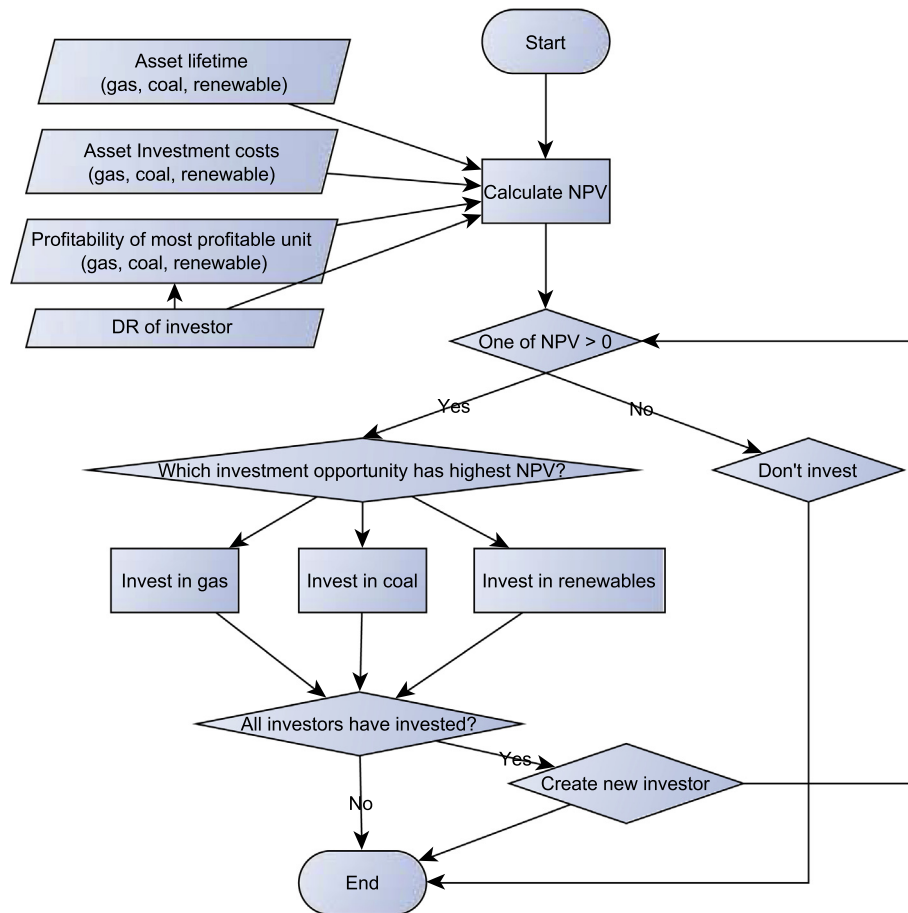 Start
Asset lifetime
(gas, coal, renewable)
Asset Investment costs
(gas, coal, renewable)
Calculate NPV
Profitability of most profitable unit
(gas, coal, renewable)
DR of investor
One of NPV > 0
Yes
No
Which investment opportunity has highest NPV?
Don't invest
Invest in gas
Invest in coal
Invest in renewables
All investors have invested?
Yes
Create new investor
No
End